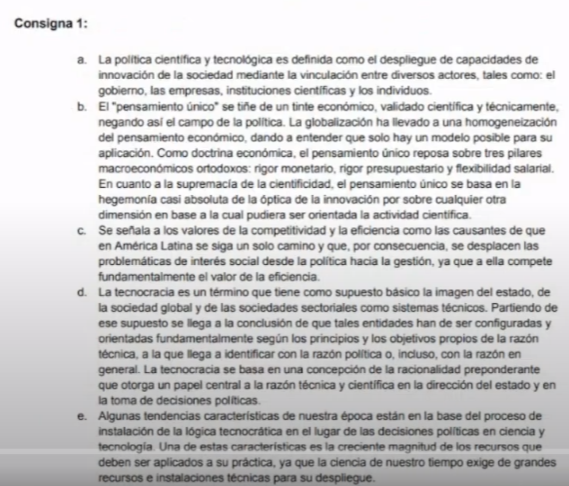 Consigna 1:
a. La política científica y tecnológica es definida como el despliegue de capacidades de
innovación de la sociedad mediante la vinculación entre diversos actores, tales como: el
gobierno, las empresas, instituciones científicas y los individuos.
b. El "pensamiento único" se tiñe de un tinte económico, validado científica y técnicamente,
negando así el campo de la política. La globalización ha llevado a una homogeneización
del pensamiento económico, dando a entender que solo hay un modelo posible para su
aplicación. Como doctrina económica, el pensamiento único reposa sobre tres pilares
macroeconómicos ortodoxos: rigor monetario, rigor presupuestario y flexibilidad salarial.
En cuanto a la supremacía de la cientificidad, el pensamiento único se basa en la
hegemonía casi absoluta de la óptica de la innovación por sobre cualquier otra
dimensión en base a la cual pudiera ser orientada la actividad científica.
c. Se señala a los valores de la competitividad y la eficiencia como las causantes de que
en América Latina se siga un solo camino y que, por consecuencia, se desplacen las
problemáticas de interés social desde la política hacia la gestión, ya que a ella compete
fundamentalmente el valor de la eficiencia.
d. La tecnocracia es un término que tiene como supuesto básico la imagen del estado, de
la sociedad global y de las sociedades sectoriales como sistemas técnicos. Partiendo de
ese supuesto se llega a la conclusión de que tales entidades han de ser configuradas y
orientadas fundamentalmente según los principios y los objetivos propios de la razón
técnica, a la que llega a identificar con la razón política o, incluso, con la razón en
general. La tecnocracia se basa en una concepción de la racionalidad preponderante
que otorga un papel central a la razón técnica y científica en la dirección del estado y en
la toma de decisiones políticas.
e. Algunas tendencias características de nuestra época están en la base del proceso de
instalación de la lógica tecnocrática en el lugar de las decisiones políticas en ciencia y
tecnología. Una de estas características es la creciente magnitud de los recursos que
deben ser aplicados a su práctica, ya que la ciencia de nuestro tiempo exige de grandes
recursos e instalaciones técnicas para su despliegue.